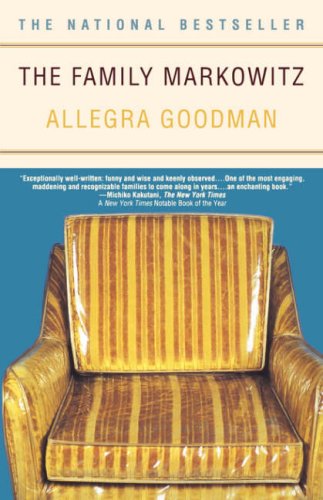 THE NATIONAL BESTSELLER
THE FAMILY MARKOWITZ
ALLEGRA GOODMAN
"Exceptionally well-written: funny and wise and keenly observed....One of the most engaging,
maddening and recognizable families to come along in years....an enchanting book."
—Michiko Kakutani, The New York Times
A New York Times Notable Book of the Year